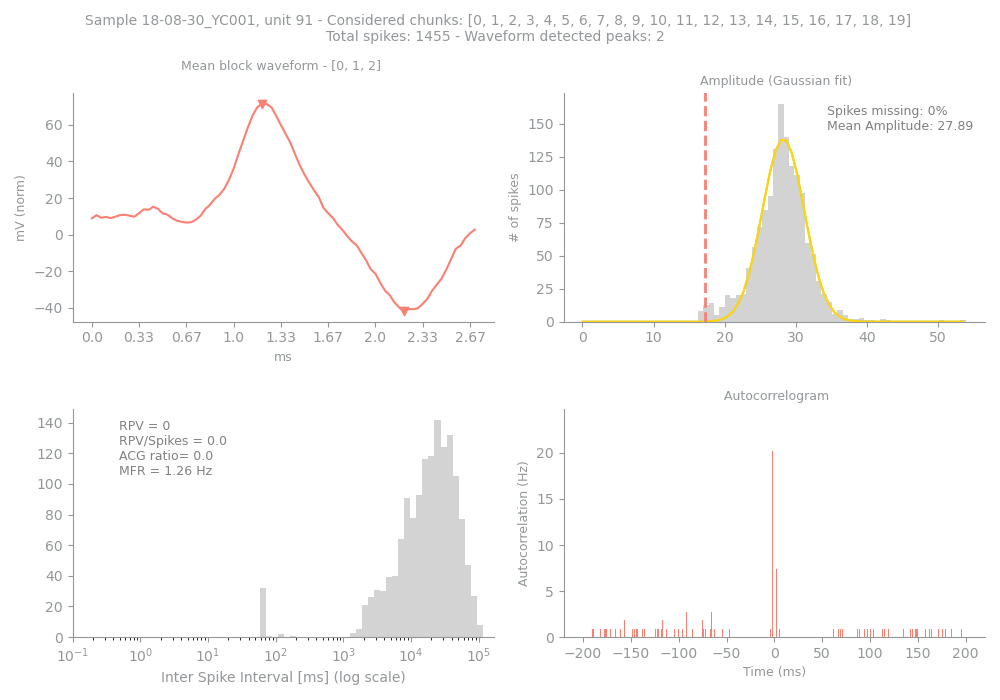 Sample 18-08-30_YC001, unit 91 - Considered chunks: [0, 1, 2, 3, 4, 5, 6, 7, 8, 9, 10, 11, 12, 13, 14, 15, 16, 17, 18, 19]
Total spikes: 1455 - Waveform detected peaks: 2
Mean block waveform - [0, 1, 2]
mV (norm)
60
40
20
0
−20
−40
0.0 0.33 0.67 1.0 1.33 1.67 2.0 2.33 2.67
ms
Amplitude (Gaussian fit)
Spikes missing: 0%
Mean Amplitude: 27.89
# of spikes
150
125
100
75
50
25
0
0 10 20 30 40 50
RPV = 0
RPV/Spikes = 0.0
ACG ratio= 0.0
MFR = 1.26 Hz
140
120
100
80
60
40
20
0
10⁻¹ 10⁰ 10¹ 10² 10³ 10⁴ 10⁵
Inter Spike Interval [ms] (log scale)
Autocorrelogram
Autocorrelation (Hz)
20
15
10
5
0
−200 −150 −100 −50 0 50 100 150 200
Time (ms)